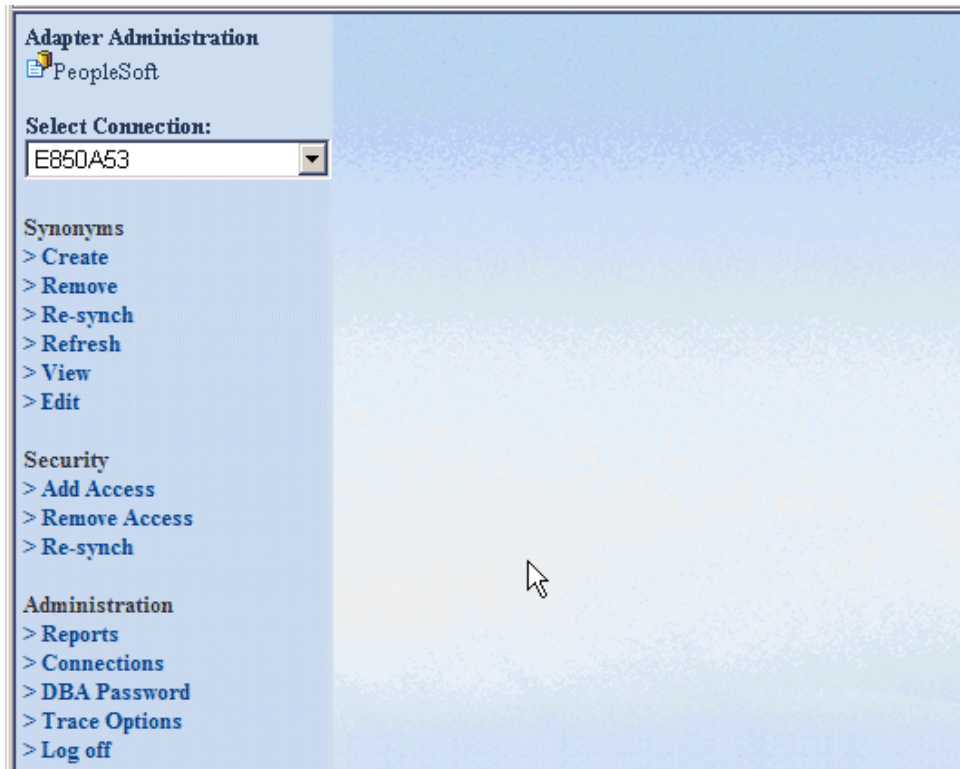 Adapter Administration
PeopleSoft
Select Connection:
E850A53
Synonyms
> Create
> Remove
> Re-synch
> Refresh
> View
> Edit
Security
> Add Access
> Remove Access
> Re-synch
Administration
> Reports
> Connections
> DBA Password
> Trace Options
> Log off